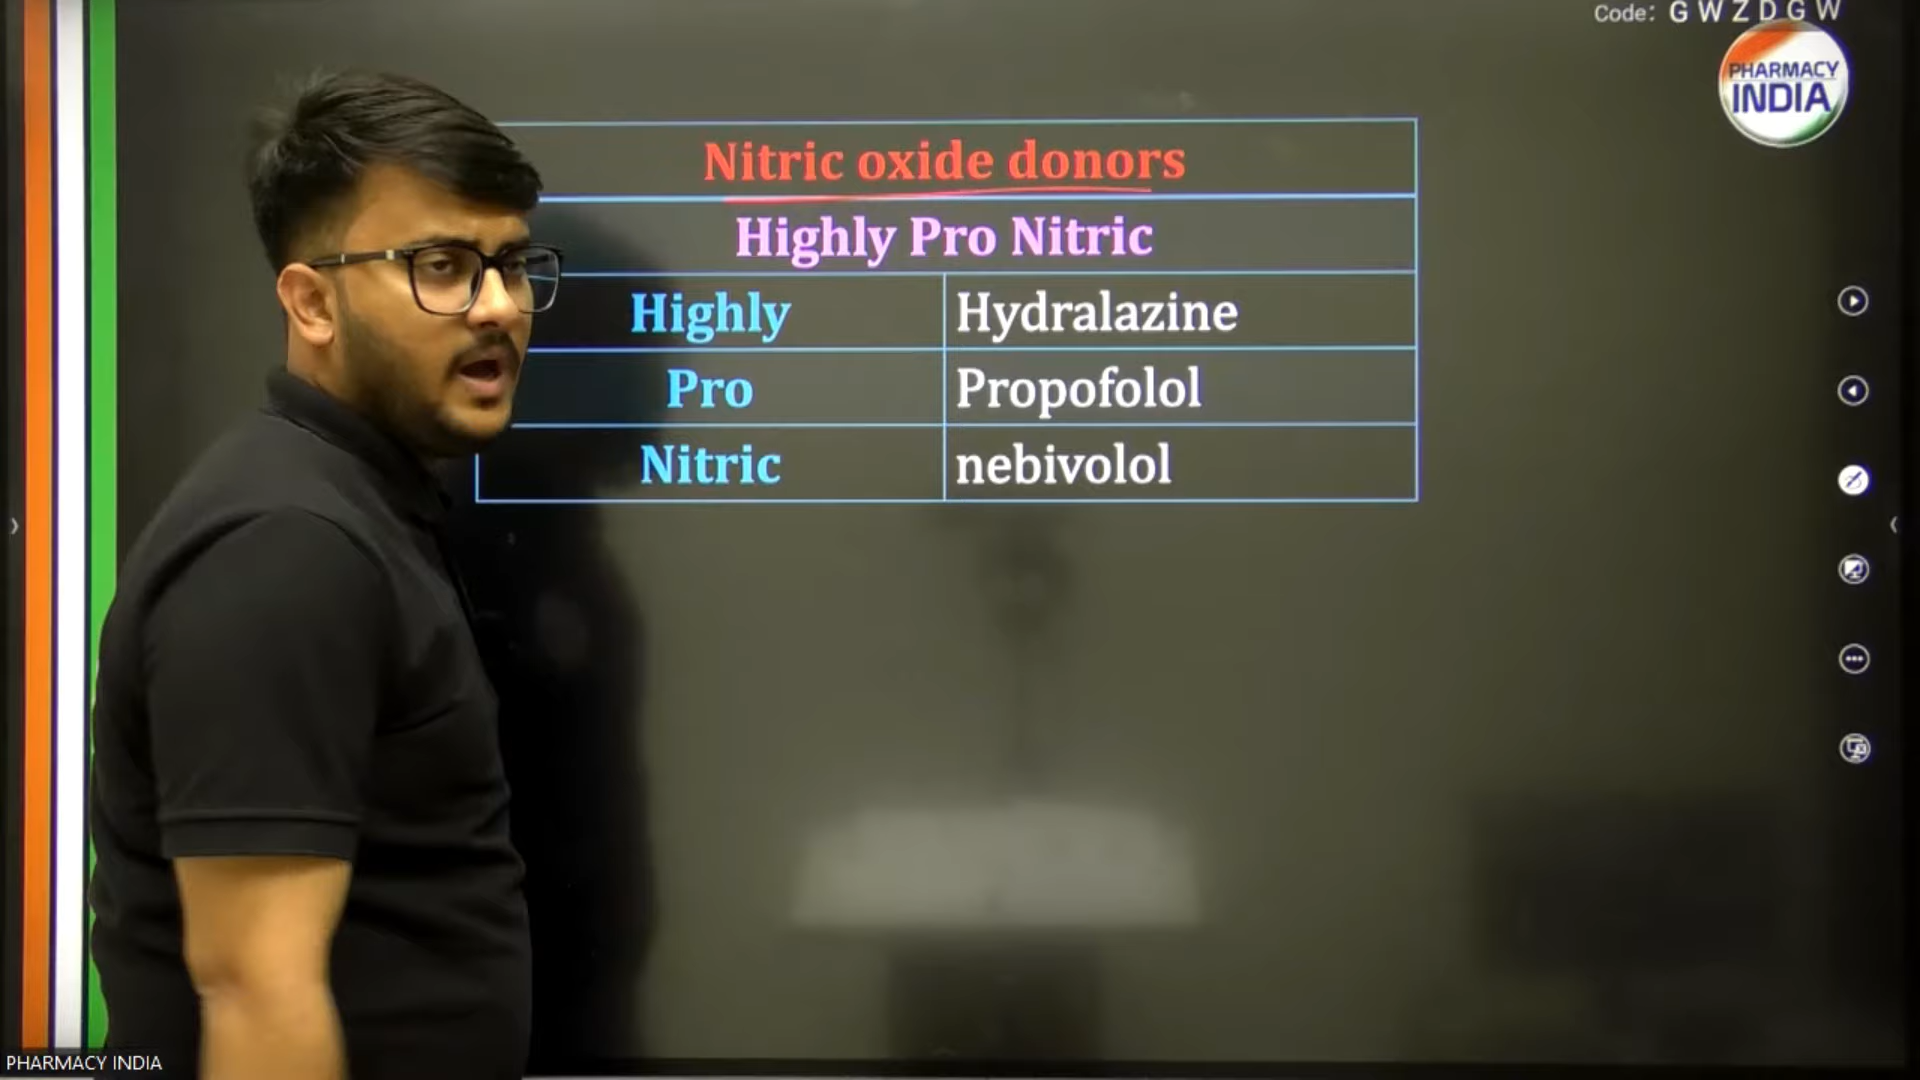 Code: G W Z D G W
PHARMACY
INDIA
Nitric oxide donors
Highly Pro Nitric
Highly Hydralazine
Pro Propofolol
Nitric nebivolol
PHARMACY INDIA